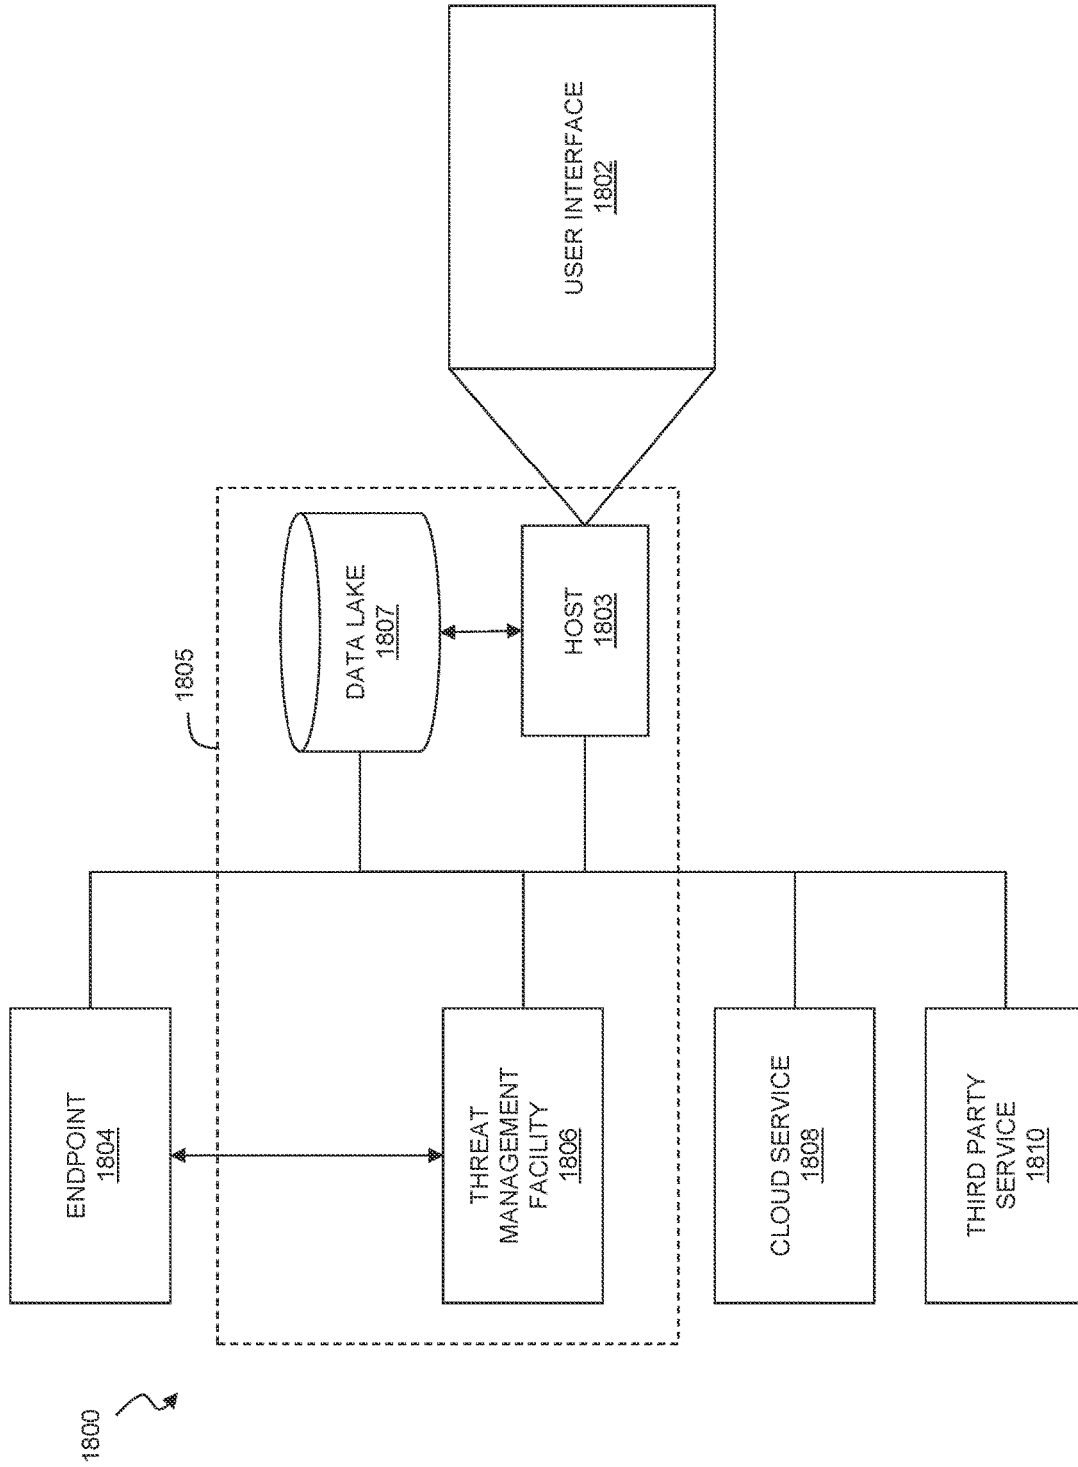 1800
ENDPOINT
1804
THREAT
MANAGEMENT
FACILITY
1806
CLOUD SERVICE
1808
THIRD PARTY
SERVICE
1810
1805
DATA LAKE
1807
HOST
1803
USER INTERFACE
1802